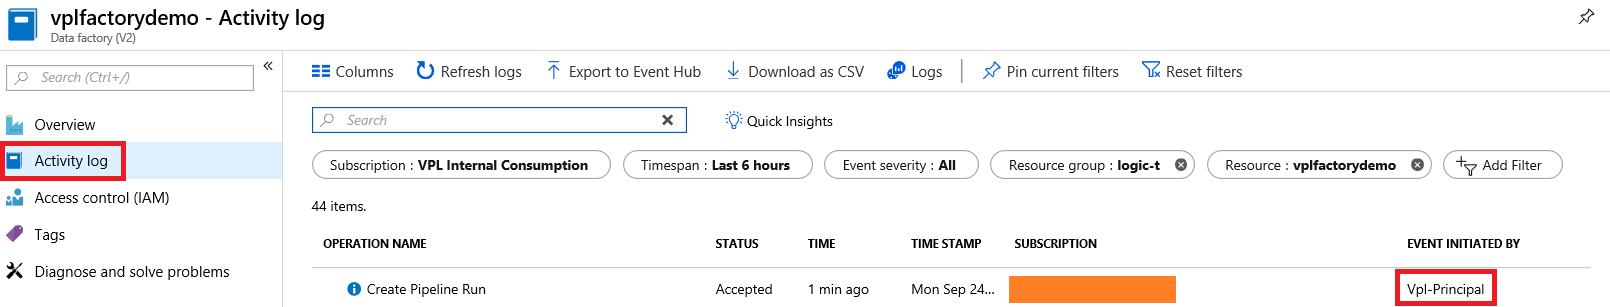 vplfactorydemo - Activity log
Data factory (V2)
Search (Ctrl+/)
«
Overview
Activity log
Access control (IAM)
Tags
Diagnose and solve problems
Columns
Refresh logs
Export to Event Hub
Download as CSV
Logs
Pin current filters
Reset filters
Search
Quick Insights
Subscription : VPL Internal Consumption
Timespan : Last 6 hours
Event severity : All
Resource group : logic-t
Resource : vplfactorydemo
Add Filter
44 items.
OPERATION NAME STATUS TIME TIME STAMP SUBSCRIPTION EVENT INITIATED BY
Create Pipeline Run Accepted 1 min ago Mon Sep 24... Vpl-Principal